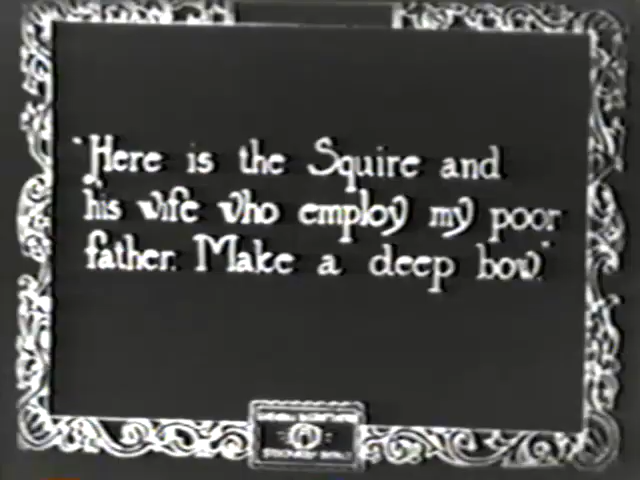 "Here is the Squire and
his wife who employ my poor
father. Make a deep bow."